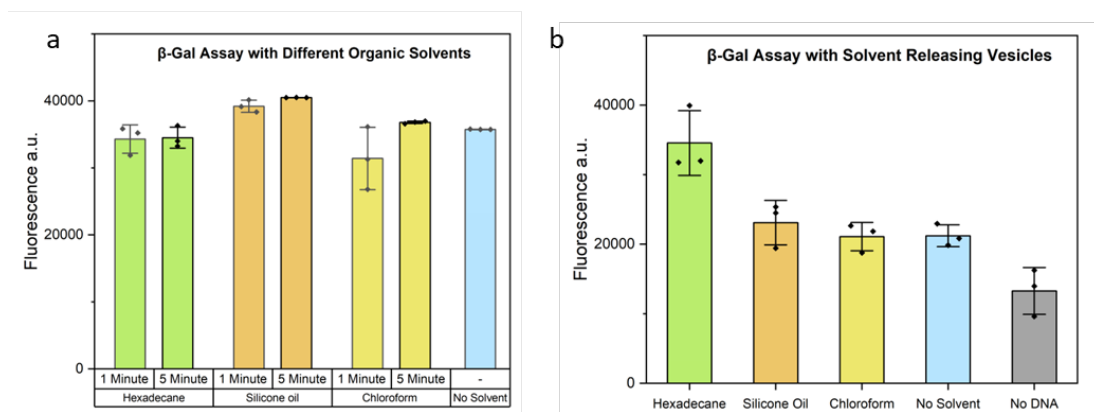 a
β-Gal Assay with Different Organic Solvents
Fluorescence a.u.
40000
20000
0
1 Minute 5 Minute 1 Minute 5 Minute 1 Minute 5 Minute -
Hexadecane Silicone oil Chloroform No Solvent
b
β-Gal Assay with Solvent Releasing Vesicles
Fluorescence a.u.
40000
20000
0
Hexadecane Silicone Oil Chloroform No Solvent No DNA